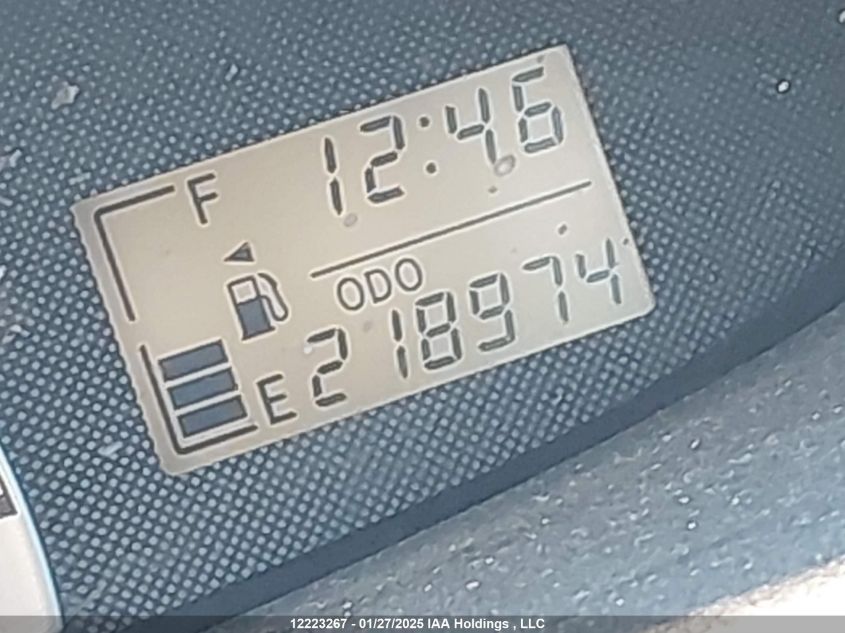 F 12:46
ODO
E 218974
12223267 - 01/27/2025 IAA Holdings , LLC